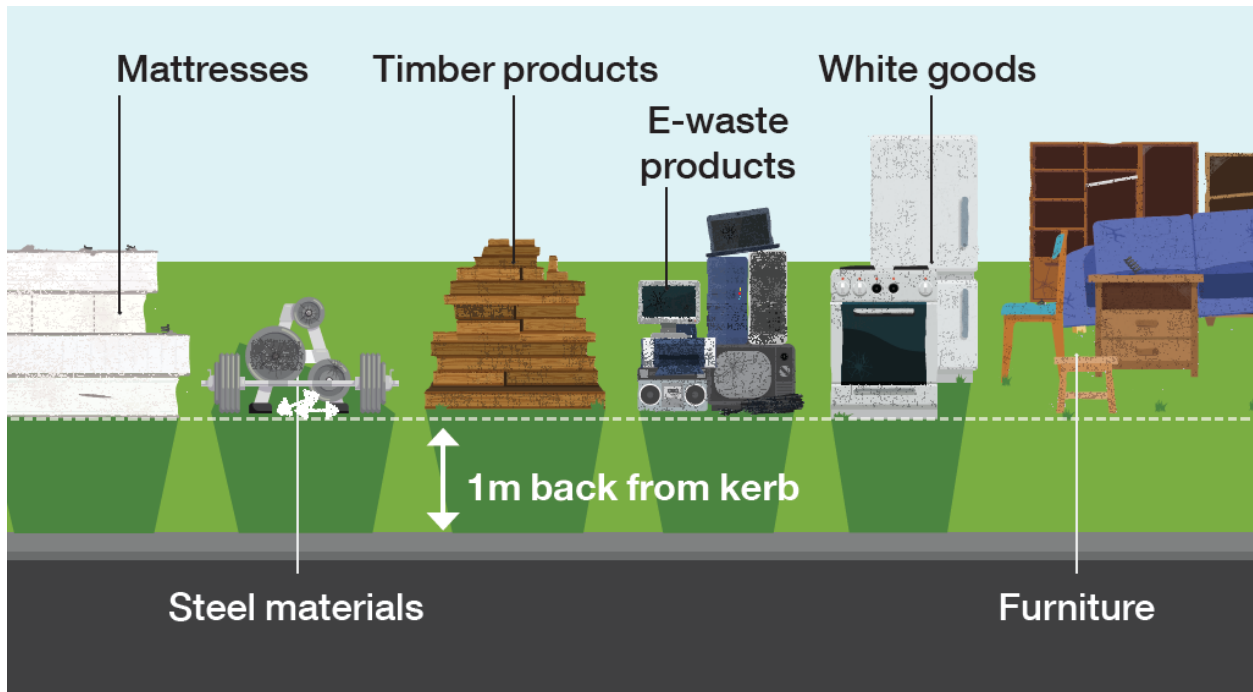 Mattresses
Timber products
White goods
E-waste
products
1m back from kerb
Steel materials
Furniture